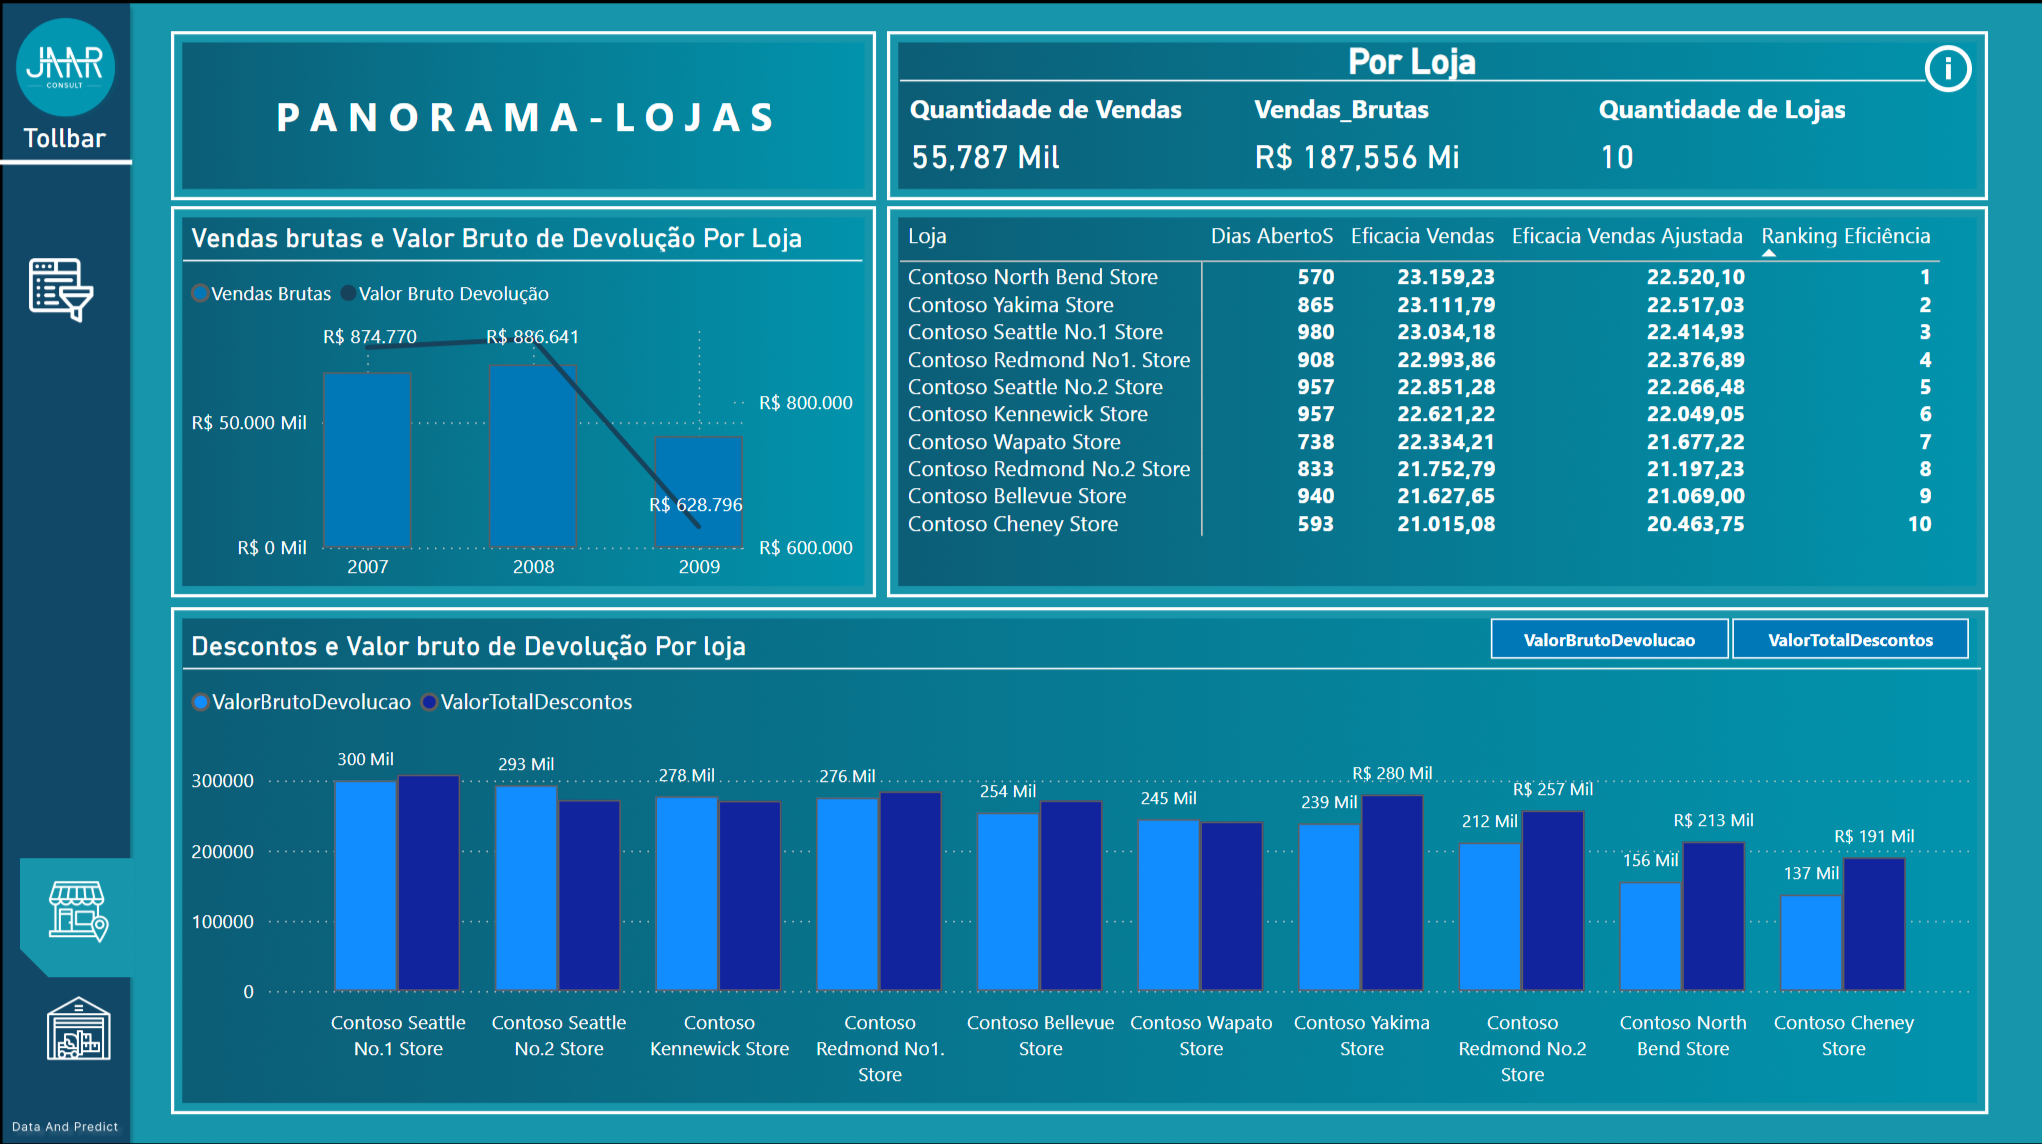 JAAR
CONSULT
Tollbar
PANORAMA-LOJAS
Por Loja
Quantidade de Vendas Vendas_Brutas Quantidade de Lojas
55,787 Mil R$ 187,556 Mi 10
Vendas brutas e Valor Bruto de Devolução Por Loja
Vendas Brutas Valor Bruto Devolução
R$ 874.770 R$ 886.641
R$ 800.000
R$ 50.000 Mil
R$ 628.796
R$ 0 Mil R$ 600.000
2007 2008 2009
Loja Dias AbertoS Eficacia Vendas Eficacia Vendas Ajustada Ranking Eficiência
Contoso North Bend Store 570 23.159,23 22.520,10 1
Contoso Yakima Store 865 23.111,79 22.517,03 2
Contoso Seattle No.1 Store 980 23.034,18 22.414,93 3
Contoso Redmond No1. Store 908 22.993,86 22.376,89 4
Contoso Seattle No.2 Store 957 22.851,28 22.266,48 5
Contoso Kennewick Store 957 22.621,22 22.049,05 6
Contoso Wapato Store 738 22.334,21 21.677,22 7
Contoso Redmond No.2 Store 833 21.752,79 21.197,23 8
Contoso Bellevue Store 940 21.627,65 21.069,00 9
Contoso Cheney Store 593 21.015,08 20.463,75 10
Descontos e Valor bruto de Devolução Por loja
ValorBrutoDevolucao ValorTotalDescontos
ValorBrutoDevolucao ValorTotalDescontos
300 Mil 293 Mil 278 Mil 276 Mil 254 Mil 245 Mil 239 Mil R$ 280 Mil 212 Mil R$ 257 Mil 156 Mil R$ 213 Mil 137 Mil R$ 191 Mil
300000
200000
100000
0
Contoso Seattle No.1 Store
Contoso Seattle No.2 Store
Contoso Kennewick Store
Contoso Redmond No1. Store
Contoso Bellevue Store
Contoso Wapato Store
Contoso Yakima Store
Contoso Redmond No.2 Store
Contoso North Bend Store
Contoso Cheney Store
Data And Predict